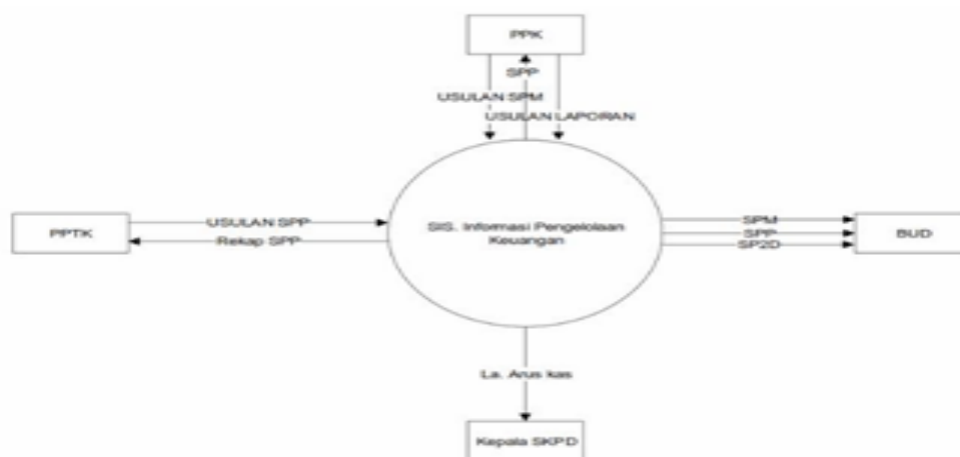 PPK
SPP
USULAN SPM
USULAN LAPORAN
PPTK
USULAN SPP
Rekap SPP
SIS. Informasi Pengelolaan
Keuangan
SPM
SPP
SP2D
BUD
La. Arus kas
Kepala SKPD